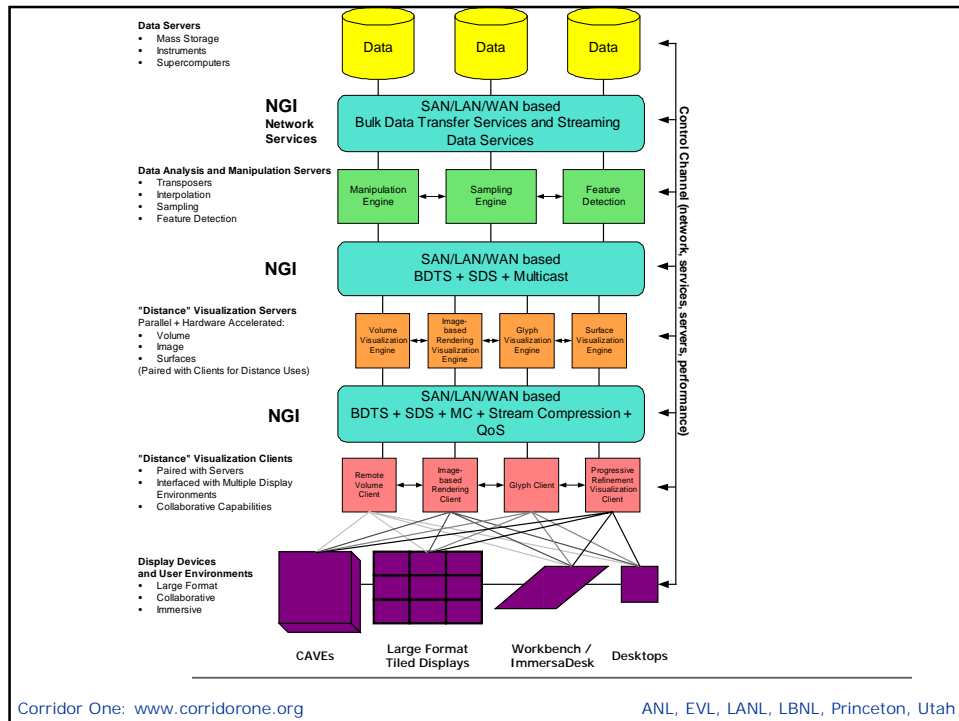 Data Servers
• Mass Storage
• Instruments
• Supercomputers
Data
Data
Data
NGI
Network
Services
SAN/LAN/WAN based
Bulk Data Transfer Services and Streaming
Data Services
Control Channel (network, services, servers, performance)
Data Analysis and Manipulation Servers
• Transposers
• Interpolation
• Sampling
• Feature Detection
Manipulation
Engine
Sampling
Engine
Feature
Detection
NGI
SAN/LAN/WAN based
BDTS + SDS + Multicast
"Distance" Visualization Servers
Parallel + Hardware Accelerated:
• Volume
• Image
• Surfaces
(Paired with Clients for Distance Uses)
Volume
Visualization
Engine
Image-
based
Rendering
Visualization
Engine
Glyph
Visualization
Engine
Surface
Visualization
Engine
NGI
SAN/LAN/WAN based
BDTS + SDS + MC + Stream Compression +
QoS
"Distance" Visualization Clients
• Paired with Servers
• Interfaced with Multiple Display
Environments
• Collaborative Capabilities
Remote
Volume
Client
Image-
based
Rendering
Client
Glyph Client
Progressive
Refinement
Visualization
Client
Display Devices
and User Environments
• Large Format
• Collaborative
• Immersive
CAVEs
Large Format
Tiled Displays
Workbench /
ImmersaDesk
Desktops
Corridor One: www.corridorone.org
ANL, EVL, LANL, LBNL, Princeton, Utah